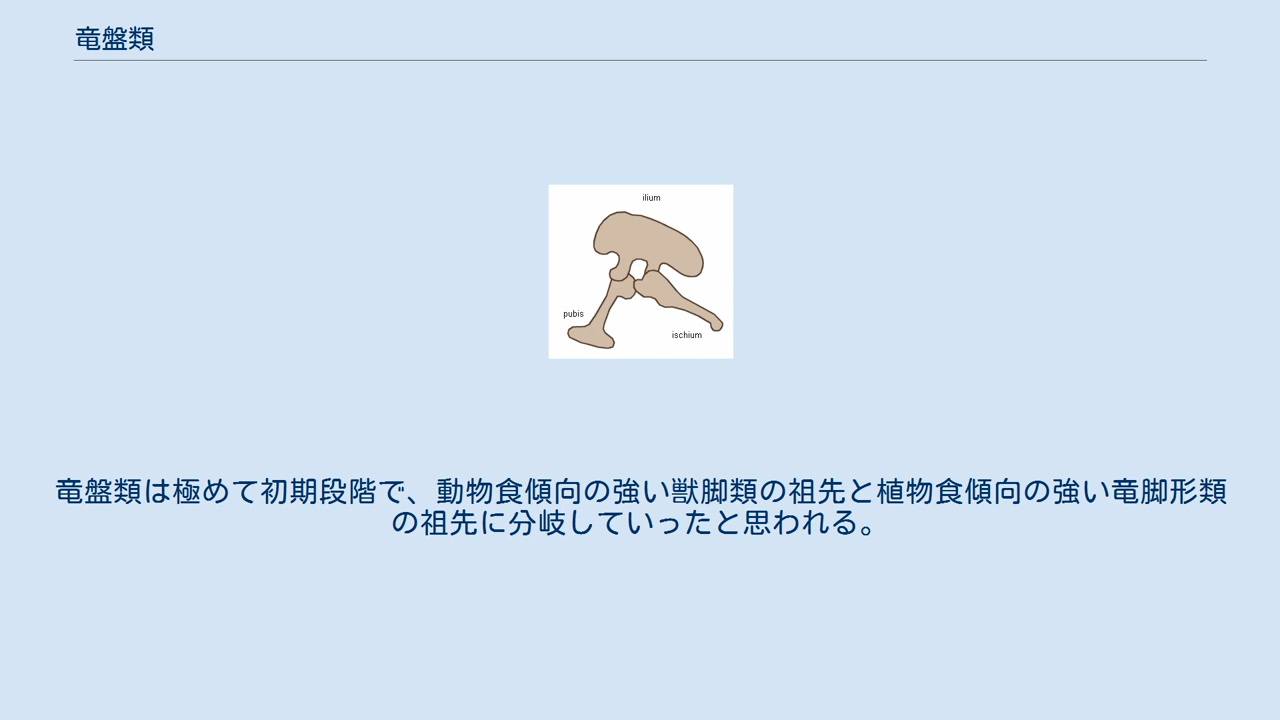 竜盤類
ilium
pubis
ischium
竜盤類は極めて初期段階で、動物食傾向の強い獣脚類の祖先と植物食傾向の強い竜脚形類
の祖先に分岐していったと思われる。